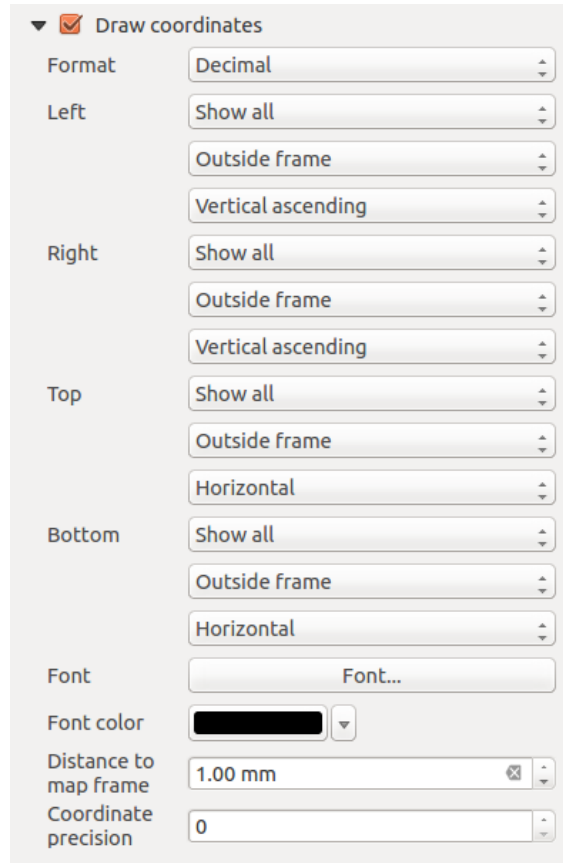 Draw coordinates
Format Decimal
Left Show all
Outside frame
Vertical ascending
Right Show all
Outside frame
Vertical ascending
Top Show all
Outside frame
Horizontal
Bottom Show all
Outside frame
Horizontal
Font Font...
Font color
Distance to
map frame 1.00 mm
Coordinate
precision 0